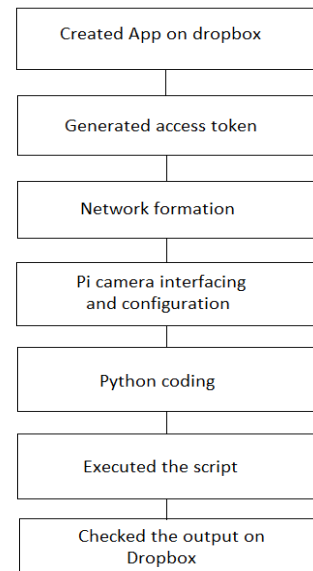 Created App on dropbox
Generated access token
Network formation
Pi camera interfacing
and configuration
Python coding
Executed the script
Checked the output on
Dropbox